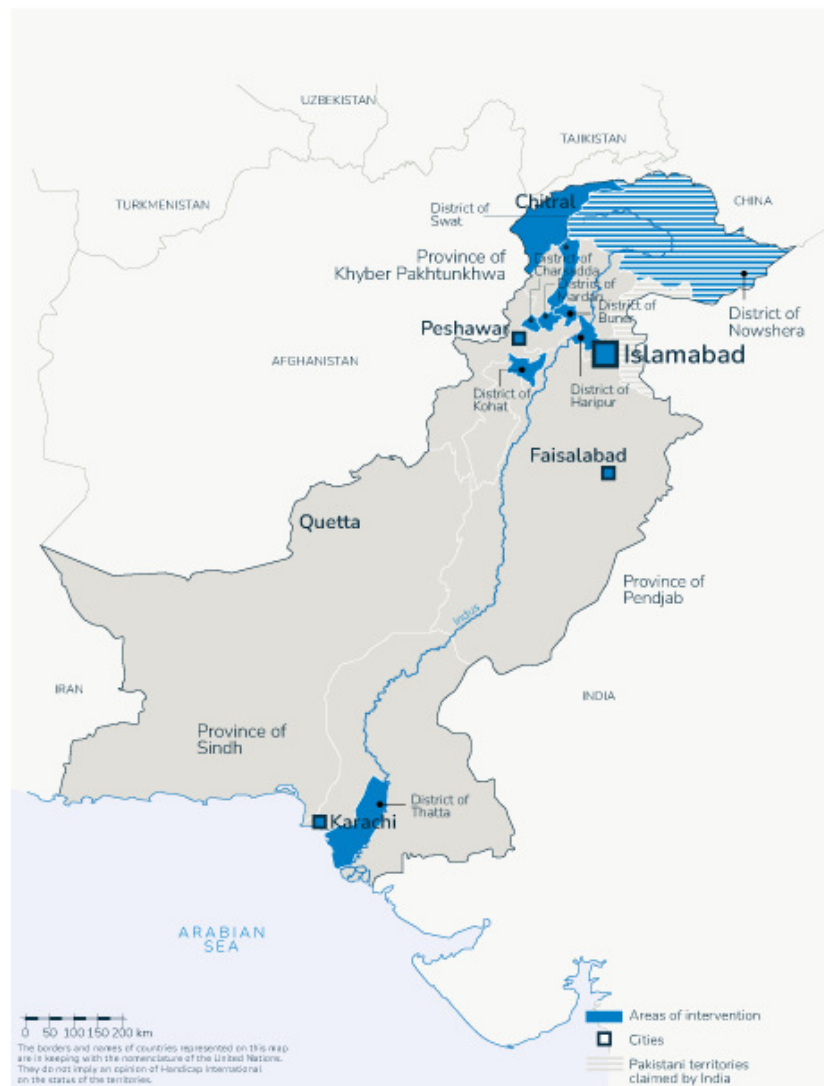 UZBEKISTAN
TAJIKISTAN
TURKMENISTAN
CHINA
Chitral
District of
Swat
Province of
Khyber Pakhtunkhwa
District of
Charsadda
District of
Mardan
District of
Buner
District of
Nowshera
Peshawar
Islamabad
AFGHANISTAN
District of
Kohat
District of
Haripur
Faisalabad
Quetta
Province of
Pendjab
Indus
IRAN
INDIA
Province of
Sindh
District of
Thatta
Karachi
ARABIAN
SEA
0 50 100 150 200 km
The borders and names of countries represented on this map
are in keeping with the nomenclature of the United Nations.
They do not imply an opinion of Handicap International
on the status of the territories.
Areas of intervention
Cities
Pakistani territories
claimed by India